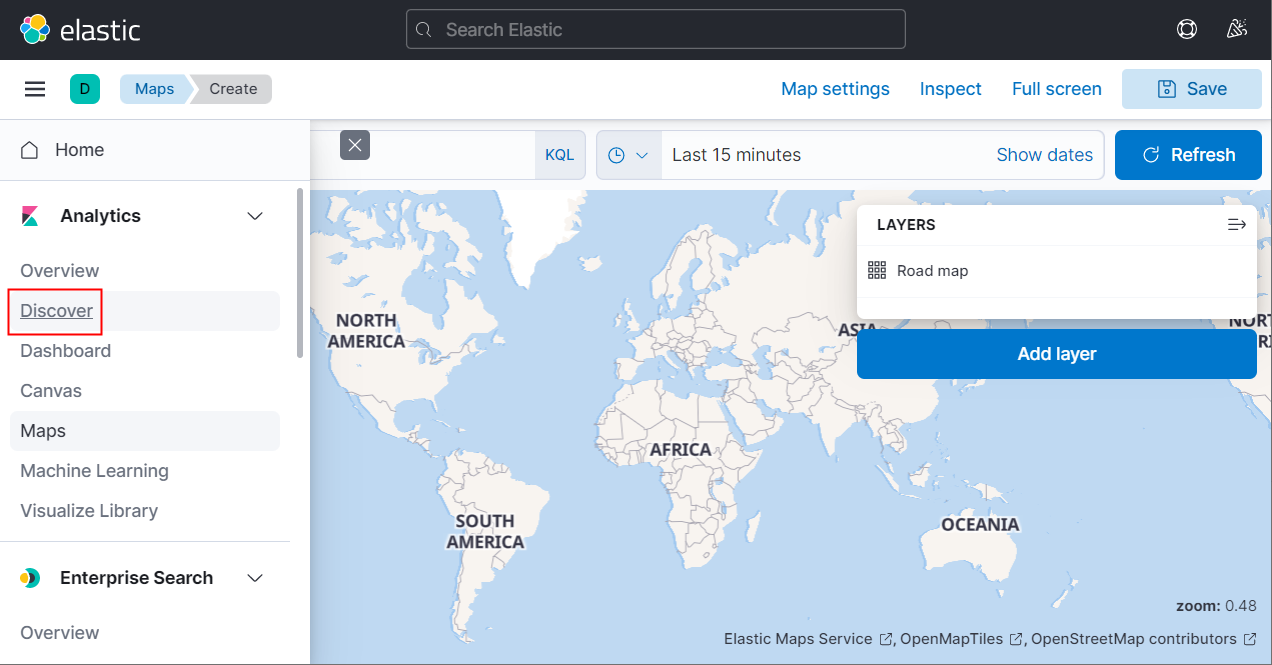 elastic
Search Elastic
D
Maps
Create
Map settings
Inspect
Full screen
Save
Home
KQL
Last 15 minutes
Show dates
Refresh
Analytics
Overview
Discover
Dashboard
Canvas
Maps
Machine Learning
Visualize Library
Enterprise Search
Overview
LAYERS
Road map
Add layer
NORTH
AMERICA
ASIA
AFRICA
SOUTH
AMERICA
OCEANIA
zoom: 0.48
Elastic Maps Service , OpenMapTiles , OpenStreetMap contributors